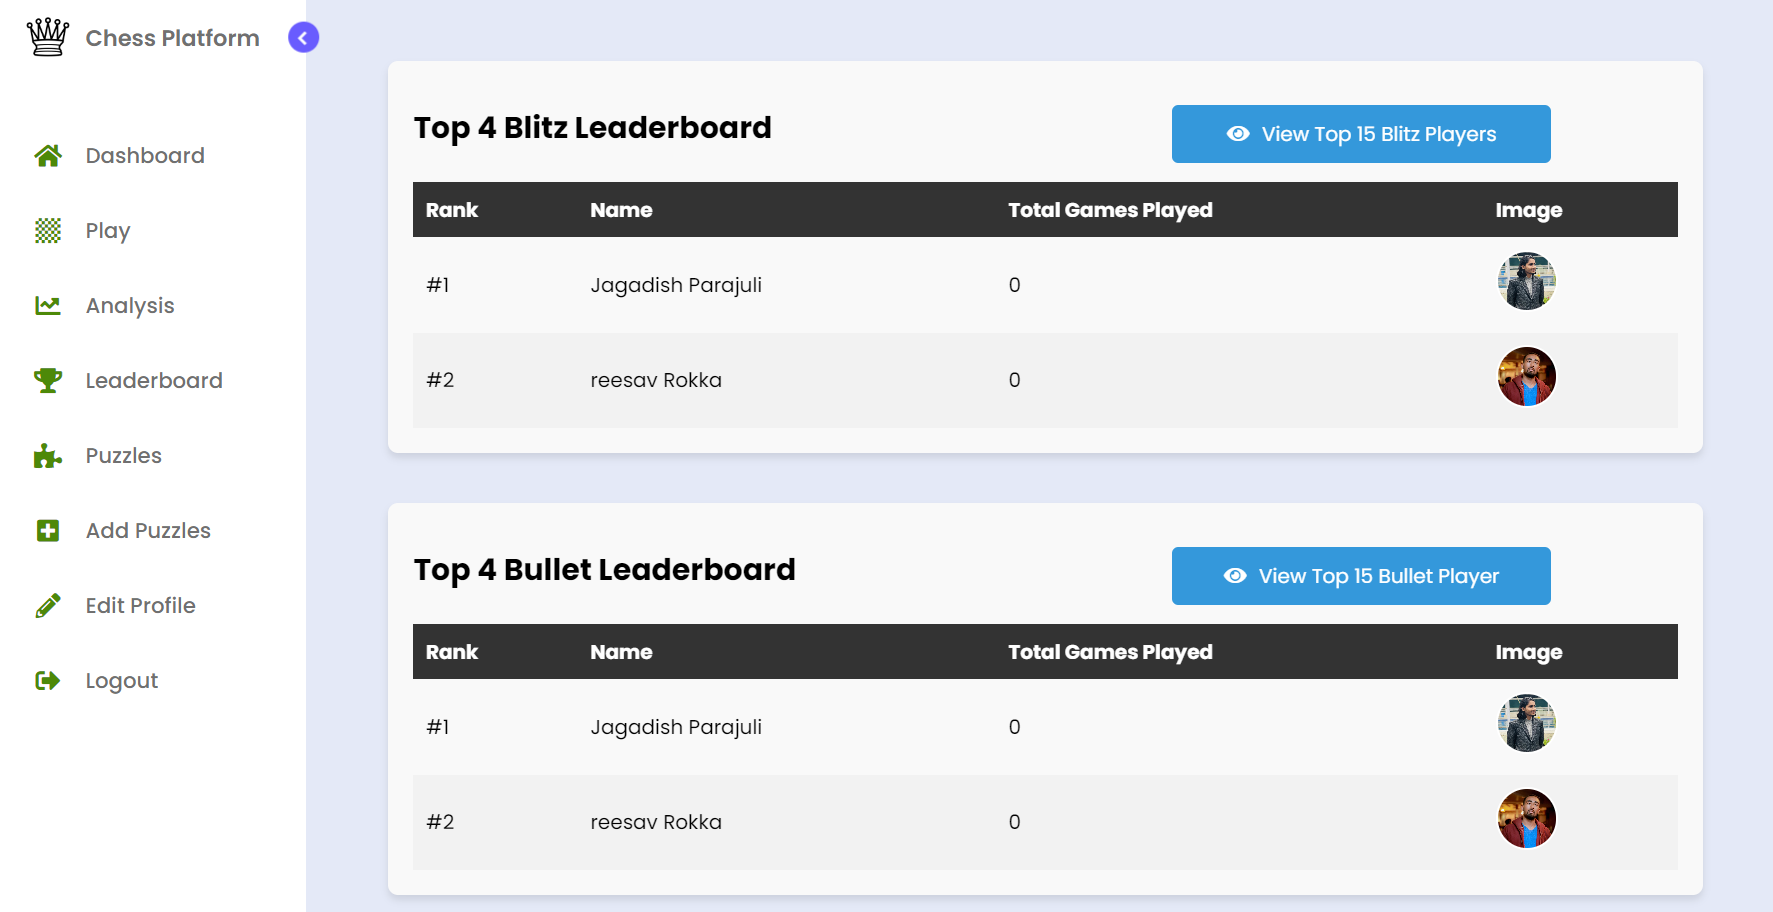 Chess Platform
Dashboard
Play
Analysis
Leaderboard
Puzzles
Add Puzzles
Edit Profile
Logout
Top 4 Blitz Leaderboard
View Top 15 Blitz Players
Rank Name Total Games Played Image
#1 Jagadish Parajuli 0
#2 reesav Rokka 0
Top 4 Bullet Leaderboard
View Top 15 Bullet Player
Rank Name Total Games Played Image
#1 Jagadish Parajuli 0
#2 reesav Rokka 0